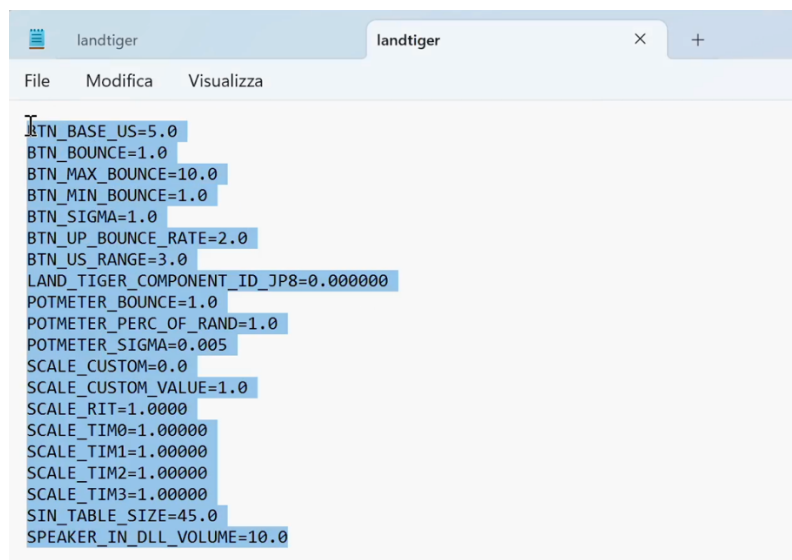 landtiger
landtiger
File Modifica Visualizza
BTN_BASE_US=5.0
BTN_BOUNCE=1.0
BTN_MAX_BOUNCE=10.0
BTN_MIN_BOUNCE=1.0
BTN_SIGMA=1.0
BTN_UP_BOUNCE_RATE=2.0
BTN_US_RANGE=3.0
LAND_TIGER_COMPONENT_ID_JP8=0.000000
POTMETER_BOUNCE=1.0
POTMETER_PERC_OF_RAND=1.0
POTMETER_SIGMA=0.005
SCALE_CUSTOM=0.0
SCALE_CUSTOM_VALUE=1.0
SCALE_RIT=1.0000
SCALE_TIM0=1.00000
SCALE_TIM1=1.00000
SCALE_TIM2=1.00000
SCALE_TIM3=1.00000
SIN_TABLE_SIZE=45.0
SPEAKER_IN_DLL_VOLUME=10.0